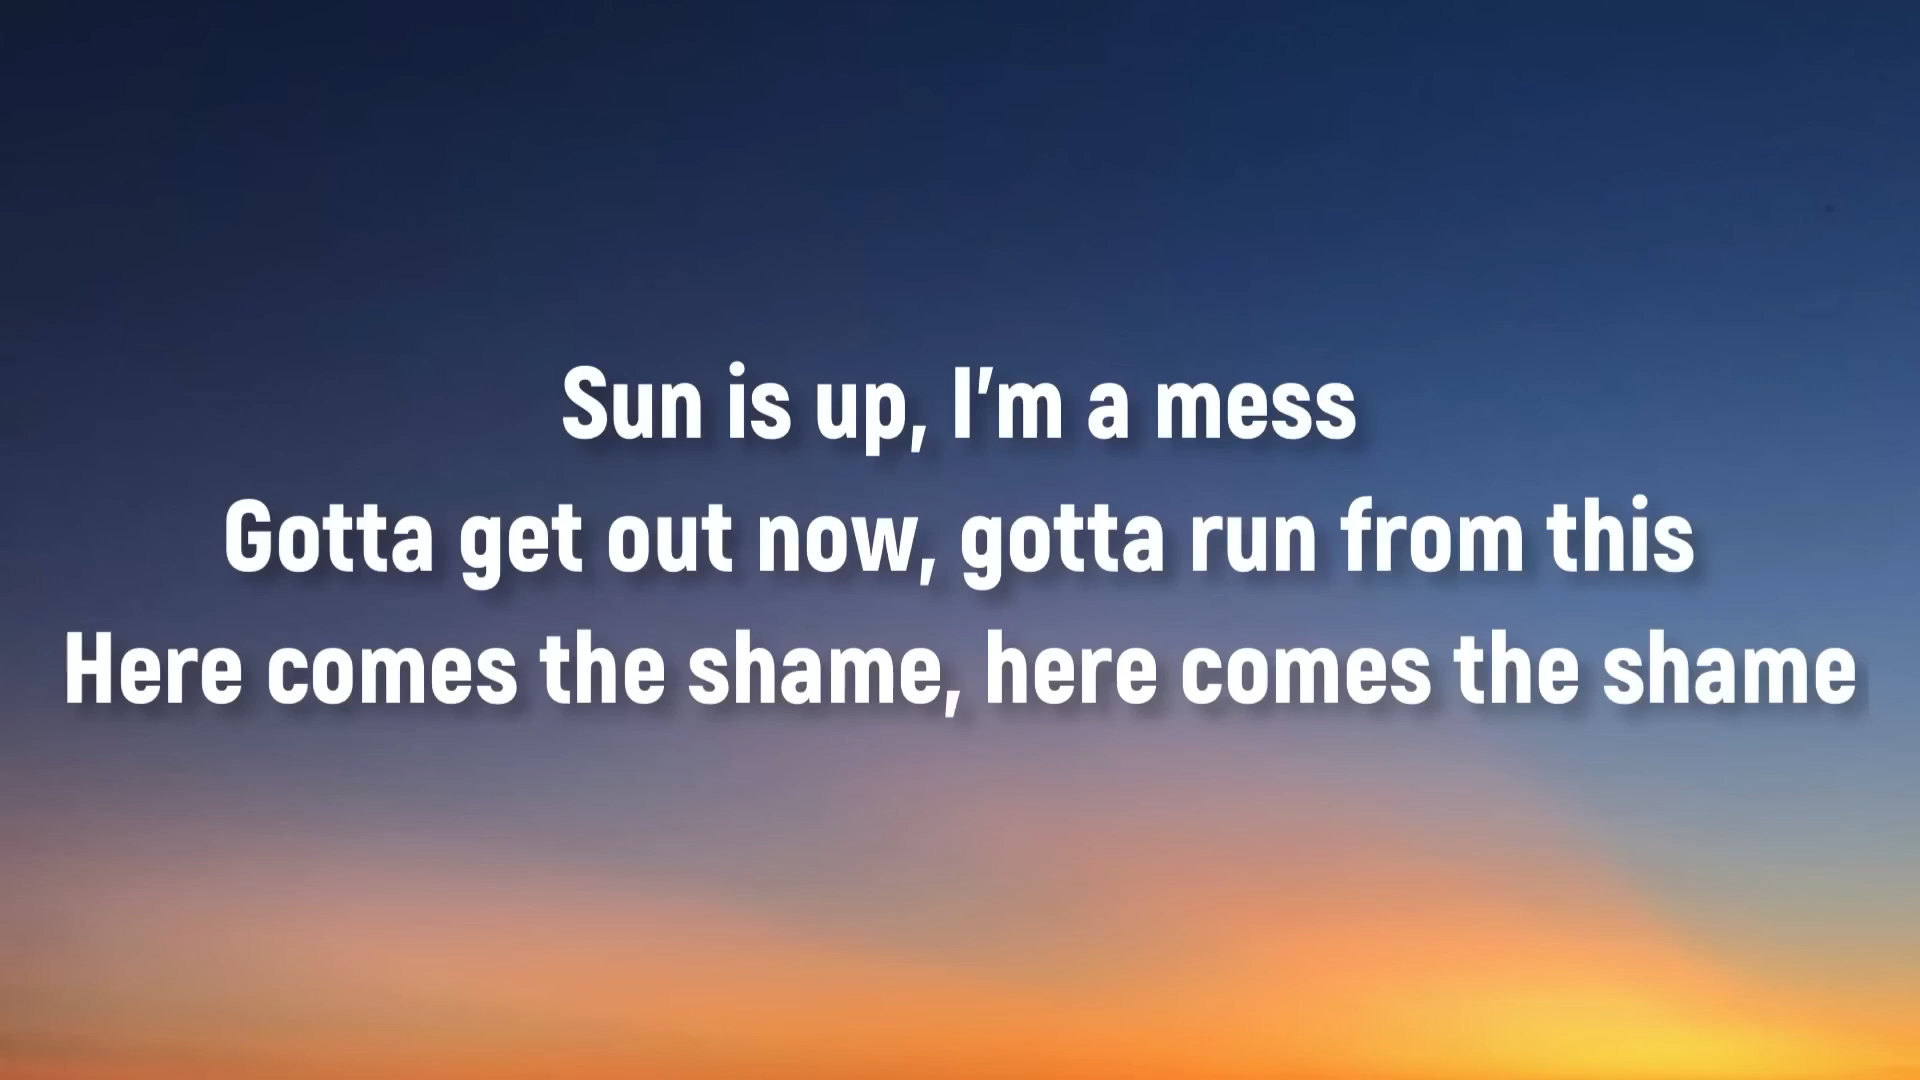 Sun is up, I'm a mess
Gotta get out now, gotta run from this
Here comes the shame, here comes the shame